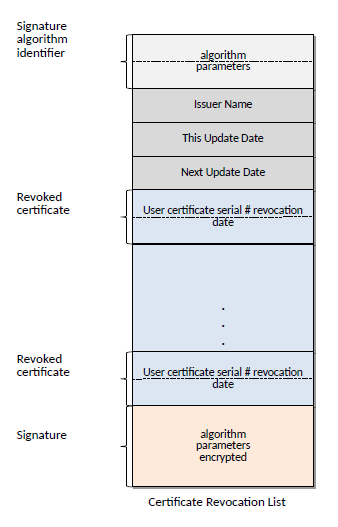 Signature
algorithm
identifier
algorithm
parameters
Issuer Name
This Update Date
Next Update Date
Revoked
certificate
User certificate serial # revocation
date
.
.
.
Revoked
certificate
User certificate serial # revocation
date
Signature
algorithm
parameters
encrypted
Certificate Revocation List